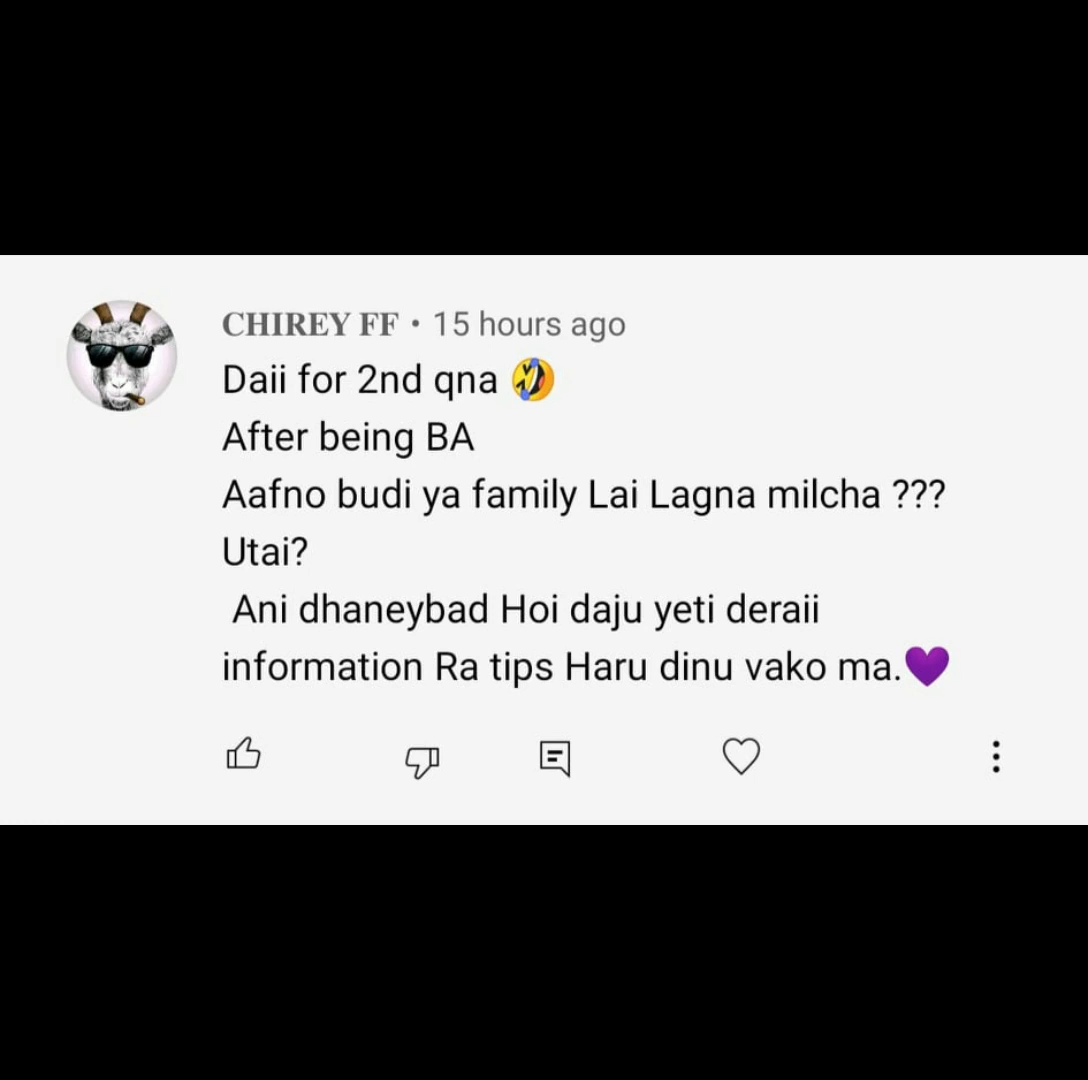 CHIREY FF • 15 hours ago
Daii for 2nd qna 🤣
After being BA
Aafno budi ya family Lai Lagna milcha ???
Utai?
Ani dhaneybad Hoi daju yeti deraii
information Ra tips Haru dinu vako ma.💜